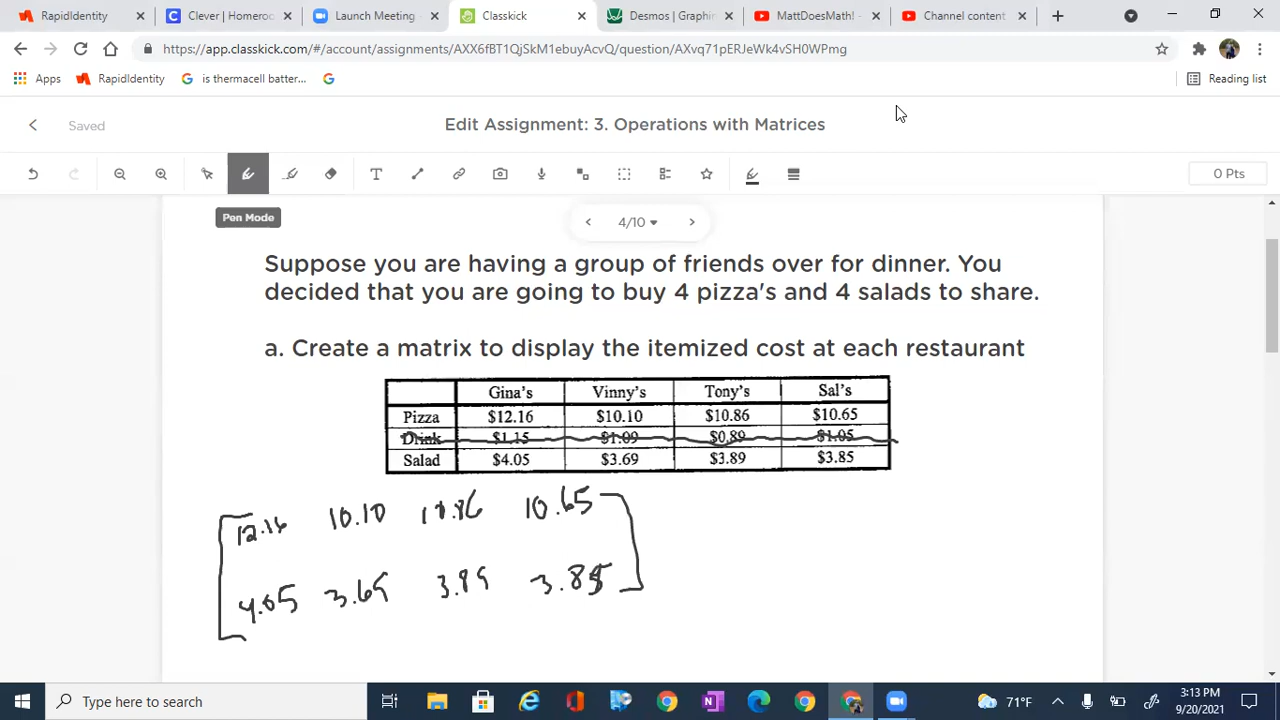 RapidIdentity
Clever | Homeroo
Launch Meeting -
Classkick
Desmos | Graphin
MattDoesMath! -
Channel content
https://app.classkick.com/#/account/assignments/AXX6fBT1QjSkM1ebuyAcvQ/question/AXvq71pERJeWk4vSH0WPmg
Apps
RapidIdentity
is thermacell batter...
Reading list
Saved
Edit Assignment: 3. Operations with Matrices
0 Pts
Pen Mode
4/10
Suppose you are having a group of friends over for dinner. You
decided that you are going to buy 4 pizza's and 4 salads to share.
a. Create a matrix to display the itemized cost at each restaurant
Gina's Vinny's Tony's Sal's
Pizza $12.16 $10.10 $10.86 $10.65
Drink $1.15 $1.09 $0.89 $1.05
Salad $4.05 $3.69 $3.89 $3.85
12.16 10.10 10.86 10.65
4.05 3.69 3.89 3.85
Type here to search
71°F
3:13 PM
9/20/2021